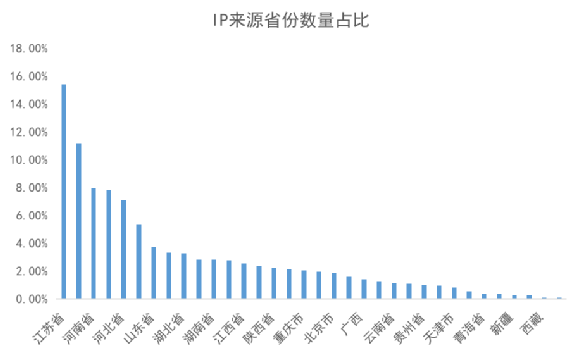 IP来源省份数量占比
18.00%
16.00%
14.00%
12.00%
10.00%
8.00%
6.00%
4.00%
2.00%
0.00%
江苏省
河南省
河北省
山东省
湖北省
湖南省
江西省
陕西省
重庆市
北京市
广西
云南省
贵州省
天津市
青海省
新疆
西藏